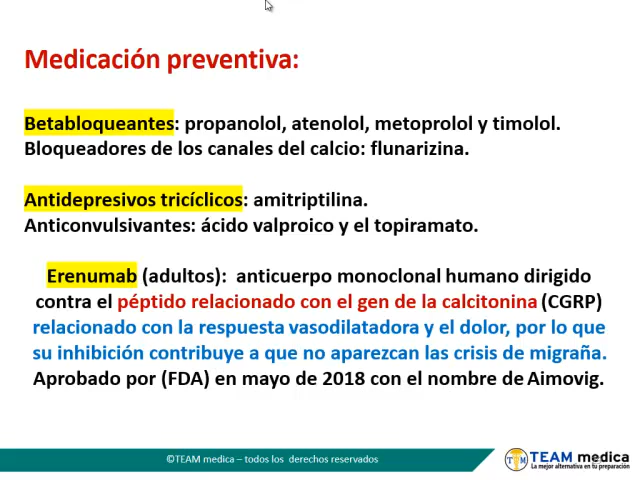 Medicación preventiva:
Betabloqueantes: propanolol, atenolol, metoprolol y timolol.
Bloqueadores de los canales del calcio: flunarizina.
Antidepresivos tricíclicos: amitriptilina.
Anticonvulsivantes: ácido valproico y el topiramato.
Erenumab (adultos): anticuerpo monoclonal humano dirigido
contra el péptido relacionado con el gen de la calcitonina (CGRP)
relacionado con la respuesta vasodilatadora y el dolor, por lo que
su inhibición contribuye a que no aparezcan las crisis de migraña.
Aprobado por (FDA) en mayo de 2018 con el nombre de Aimovig.
©TEAM medica – todos los derechos reservados
TM
TEAM medica
La mejor alternativa en tu preparación